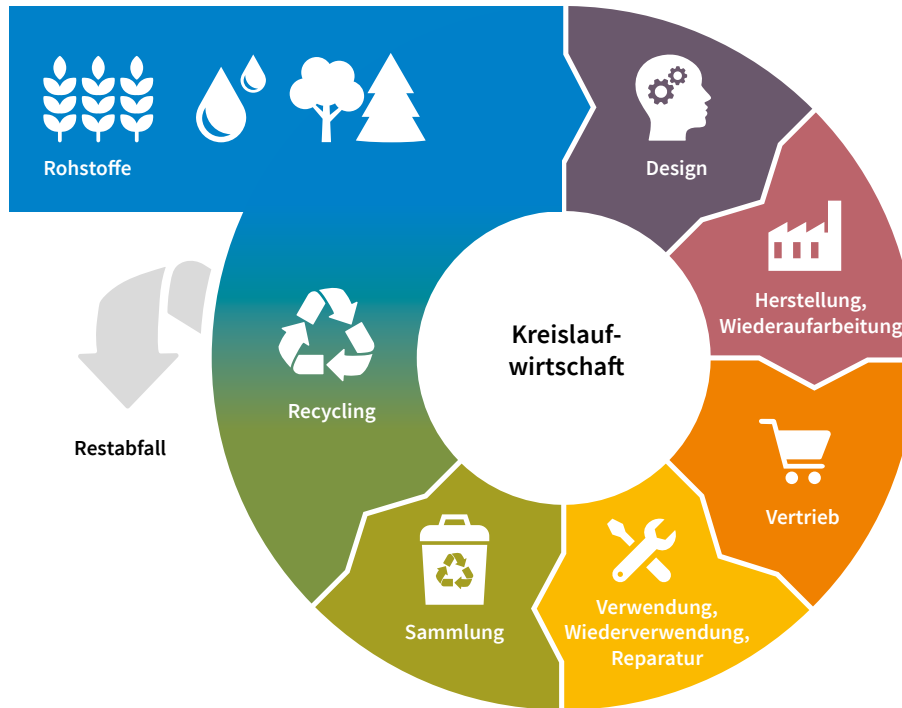 Rohstoffe
Design
Herstellung,
Wiederaufarbeitung
Kreislauf-
wirtschaft
Recycling
Restabfall
Vertrieb
Verwendung,
Wiederverwendung,
Reparatur
Sammlung